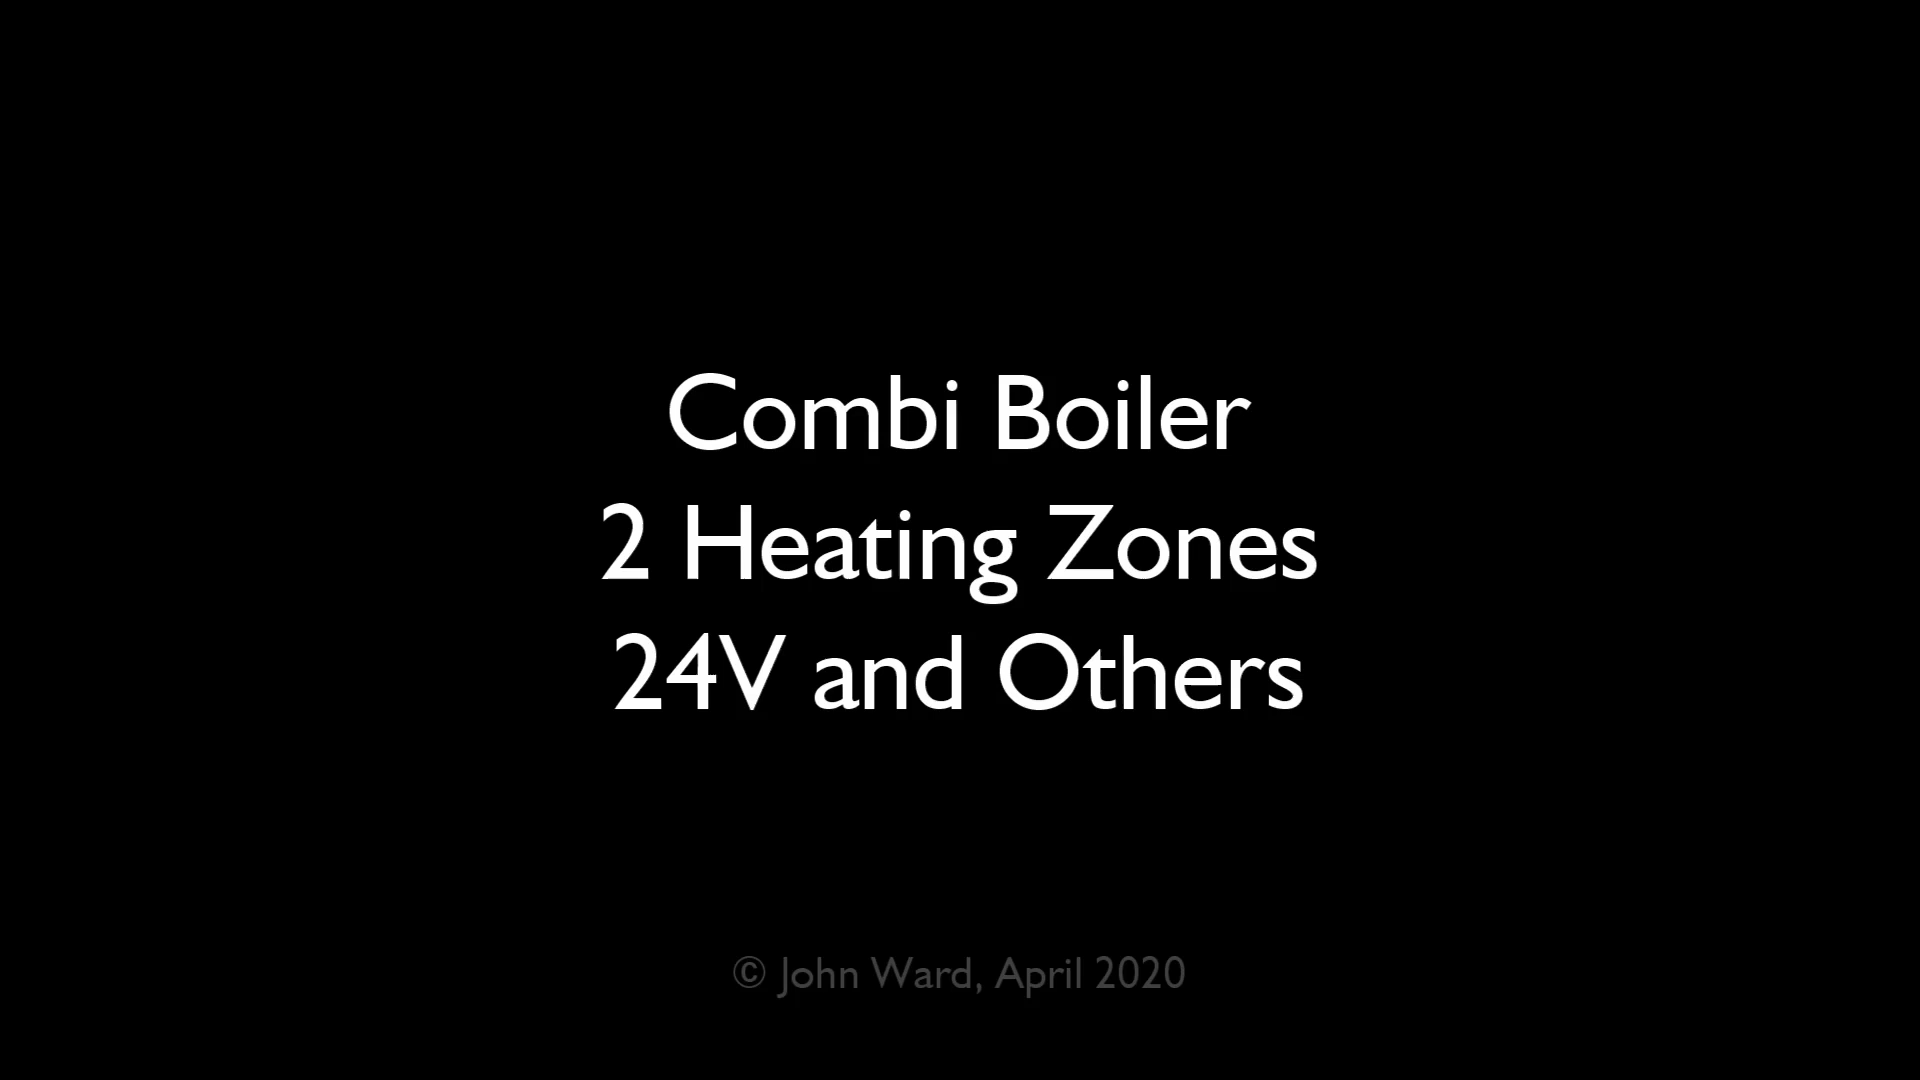 Combi Boiler
2 Heating Zones
24V and Others
© John Ward, April 2020